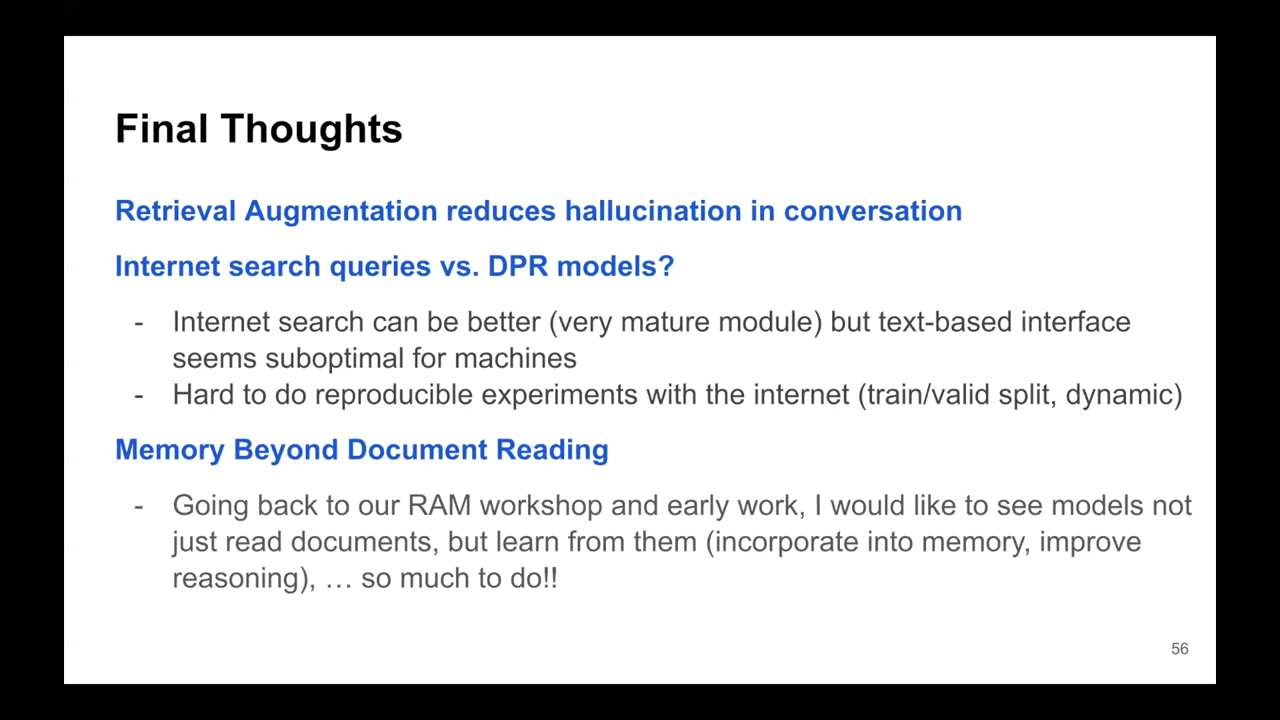 Final Thoughts
Retrieval Augmentation reduces hallucination in conversation
Internet search queries vs. DPR models?
- Internet search can be better (very mature module) but text-based interface
seems suboptimal for machines
- Hard to do reproducible experiments with the internet (train/valid split, dynamic)
Memory Beyond Document Reading
- Going back to our RAM workshop and early work, I would like to see models not
just read documents, but learn from them (incorporate into memory, improve
reasoning), … so much to do!!
56